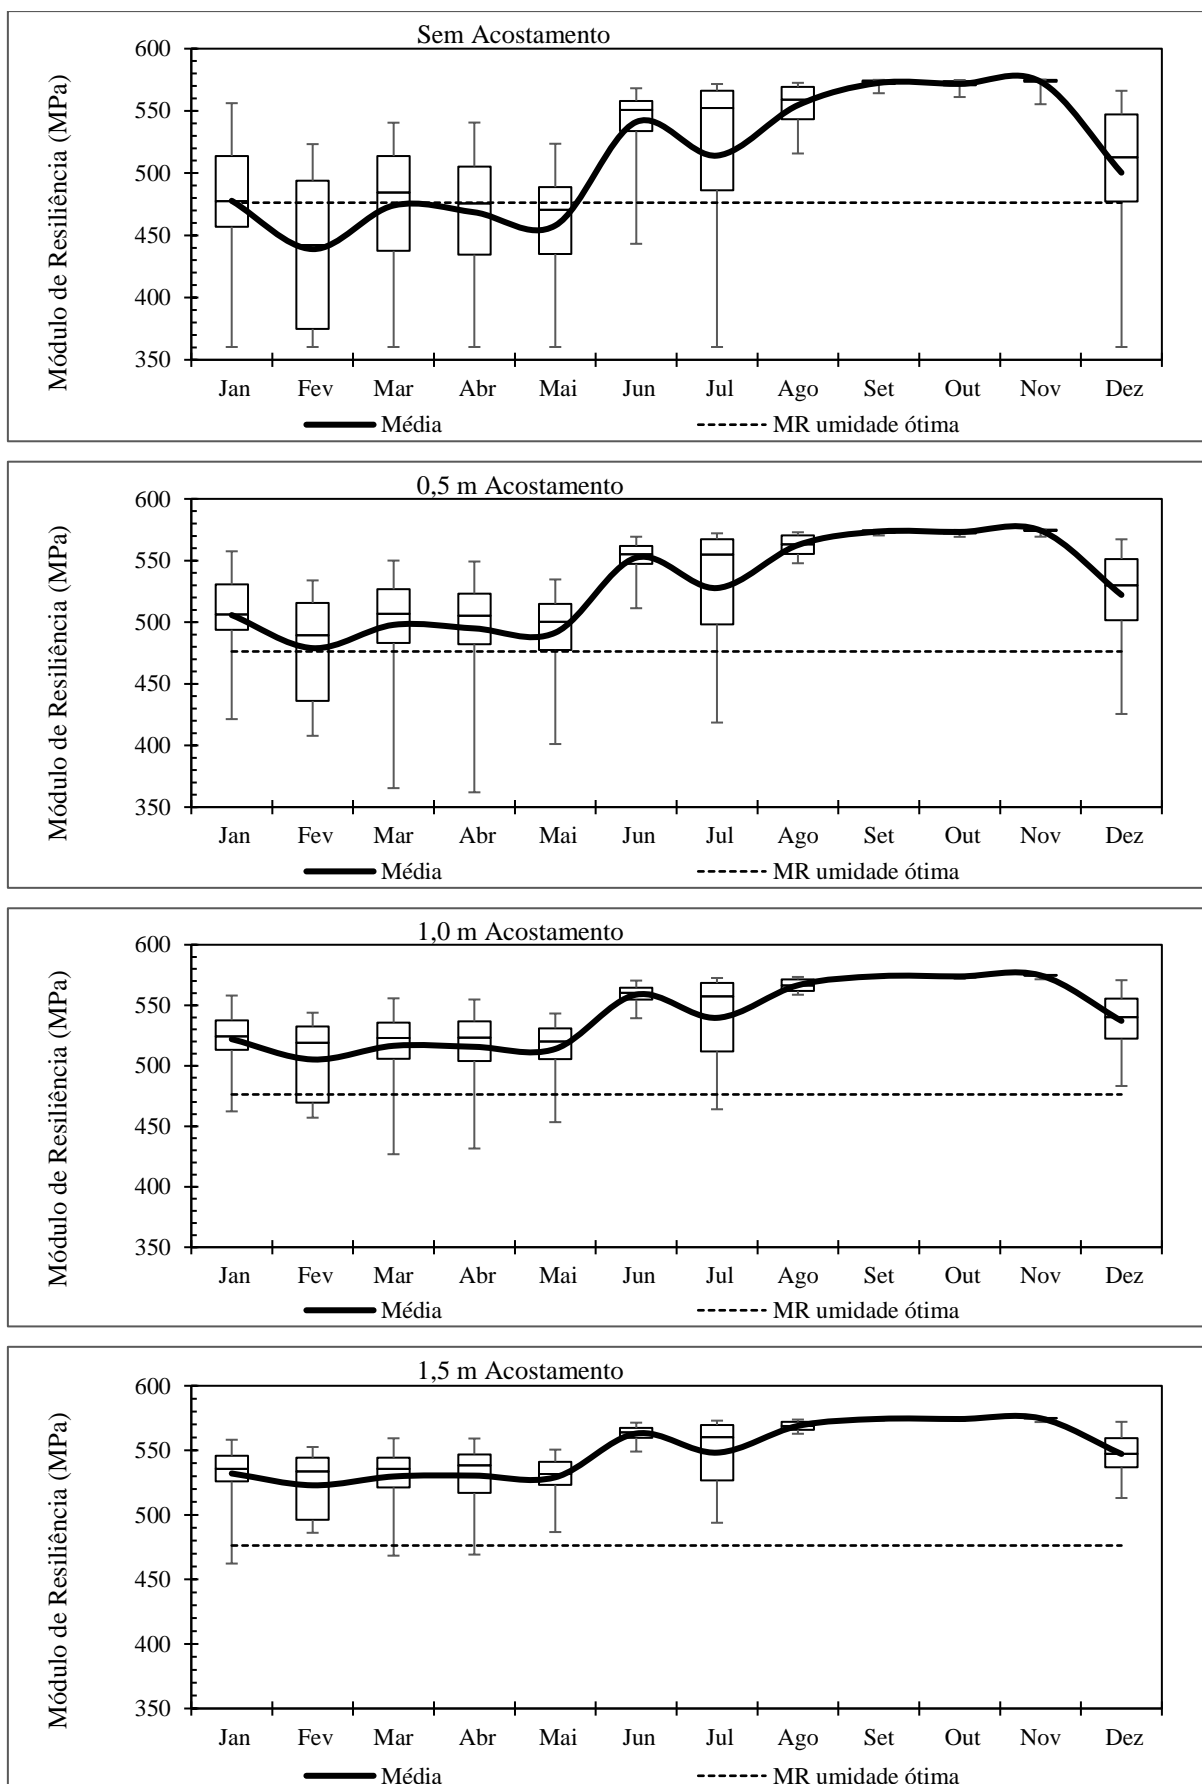 Sem Acostamento
Módulo de Resiliência (MPa)
600
550
500
450
400
350
Jan Fev Mar Abr Mai Jun Jul Ago Set Out Nov Dez
Média MR umidade ótima
0,5 m Acostamento
Módulo de Resiliência (MPa)
600
550
500
450
400
350
Jan Fev Mar Abr Mai Jun Jul Ago Set Out Nov Dez
Média MR umidade ótima
1,0 m Acostamento
Módulo de Resiliência (MPa)
600
550
500
450
400
350
Jan Fev Mar Abr Mai Jun Jul Ago Set Out Nov Dez
Média MR umidade ótima
1,5 m Acostamento
Módulo de Resiliência (MPa)
600
550
500
450
400
350
Jan Fev Mar Abr Mai Jun Jul Ago Set Out Nov Dez
Média MR umidade ótima